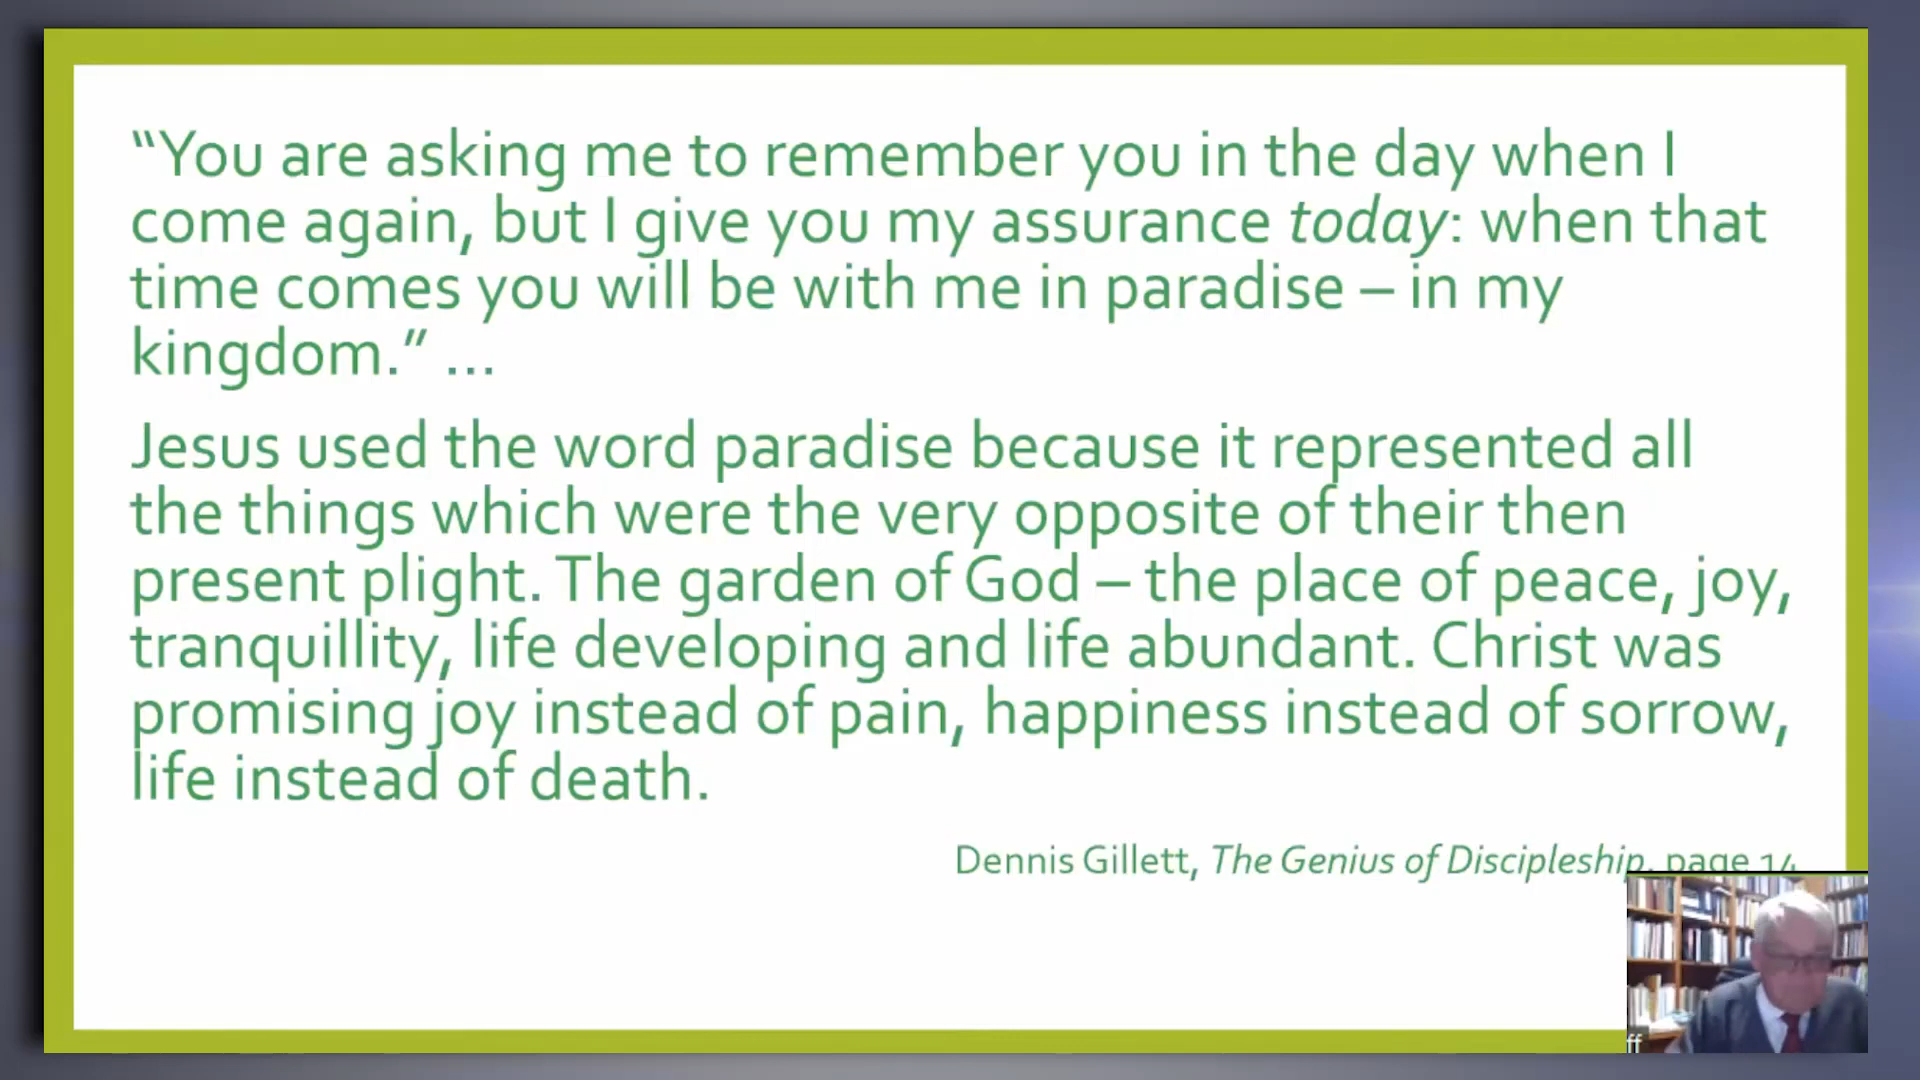 “You are asking me to remember you in the day when I
come again, but I give you my assurance today: when that
time comes you will be with me in paradise – in my
kingdom.” ...
Jesus used the word paradise because it represented all
the things which were the very opposite of their then
present plight. The garden of God – the place of peace, joy,
tranquillity, life developing and life abundant. Christ was
promising joy instead of pain, happiness instead of sorrow,
life instead of death.
Dennis Gillett, The Genius of Discipleship, page 14
ff